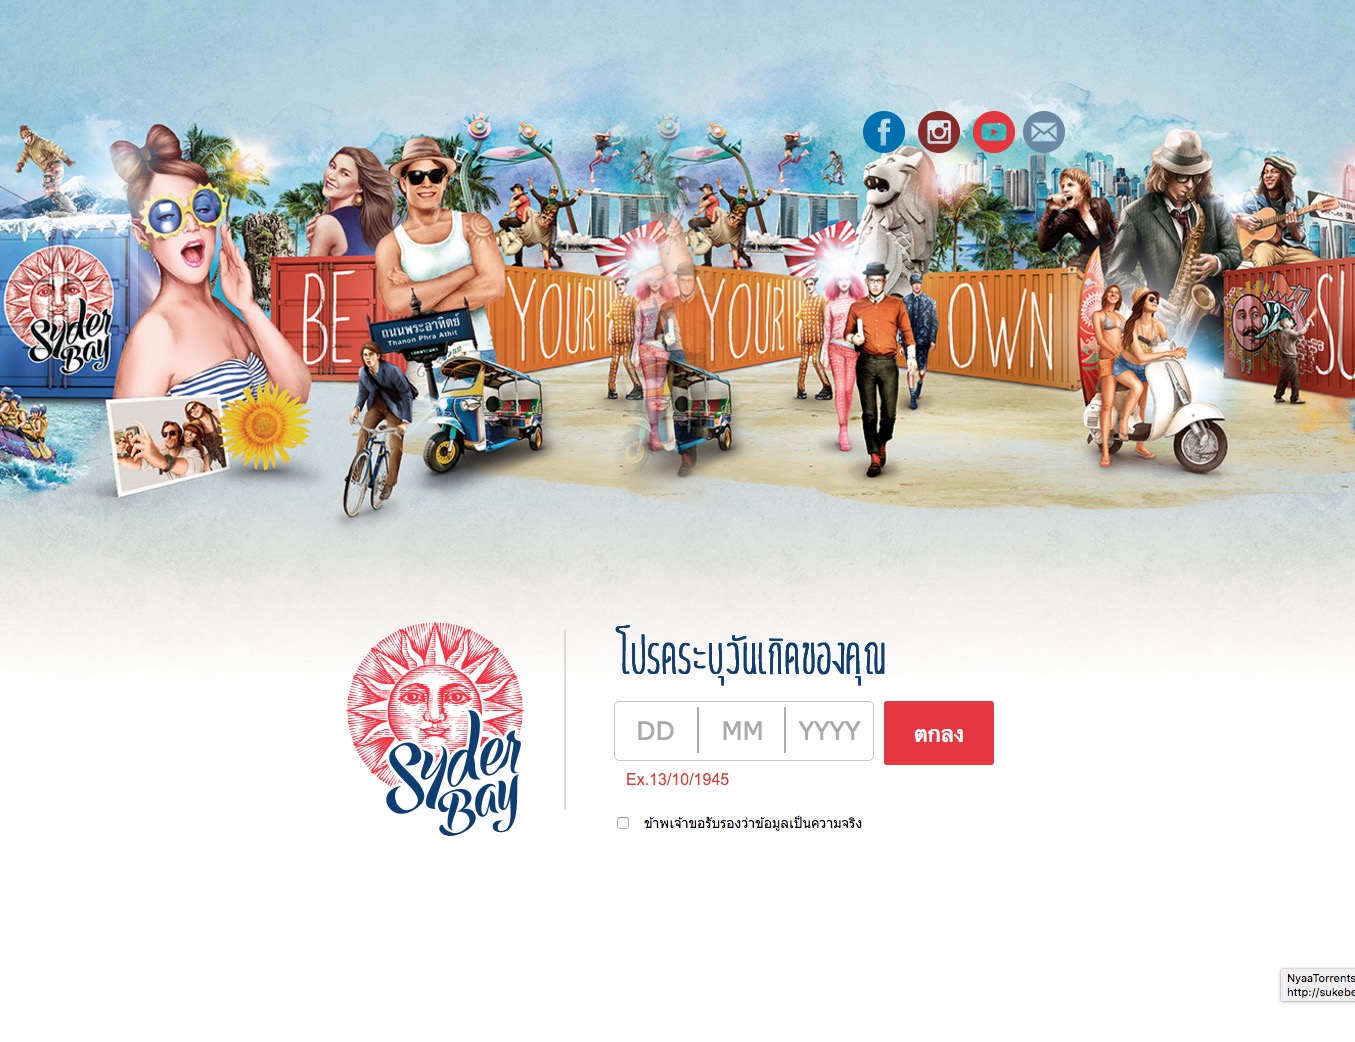 Syder
Bay
BE
YOUR
YOUR
OWN
SU
ถนนพระอาทิตย์
Thanon Phra Athit
Syder
Bay
โปรดระบุวันเกิดของคุณ
DD
MM
YYYY
ตกลง
Ex.13/10/1945
ข้าพเจ้าขอรับรองว่าข้อมูลเป็นความจริง
NyaaTorrents
http://sukebe